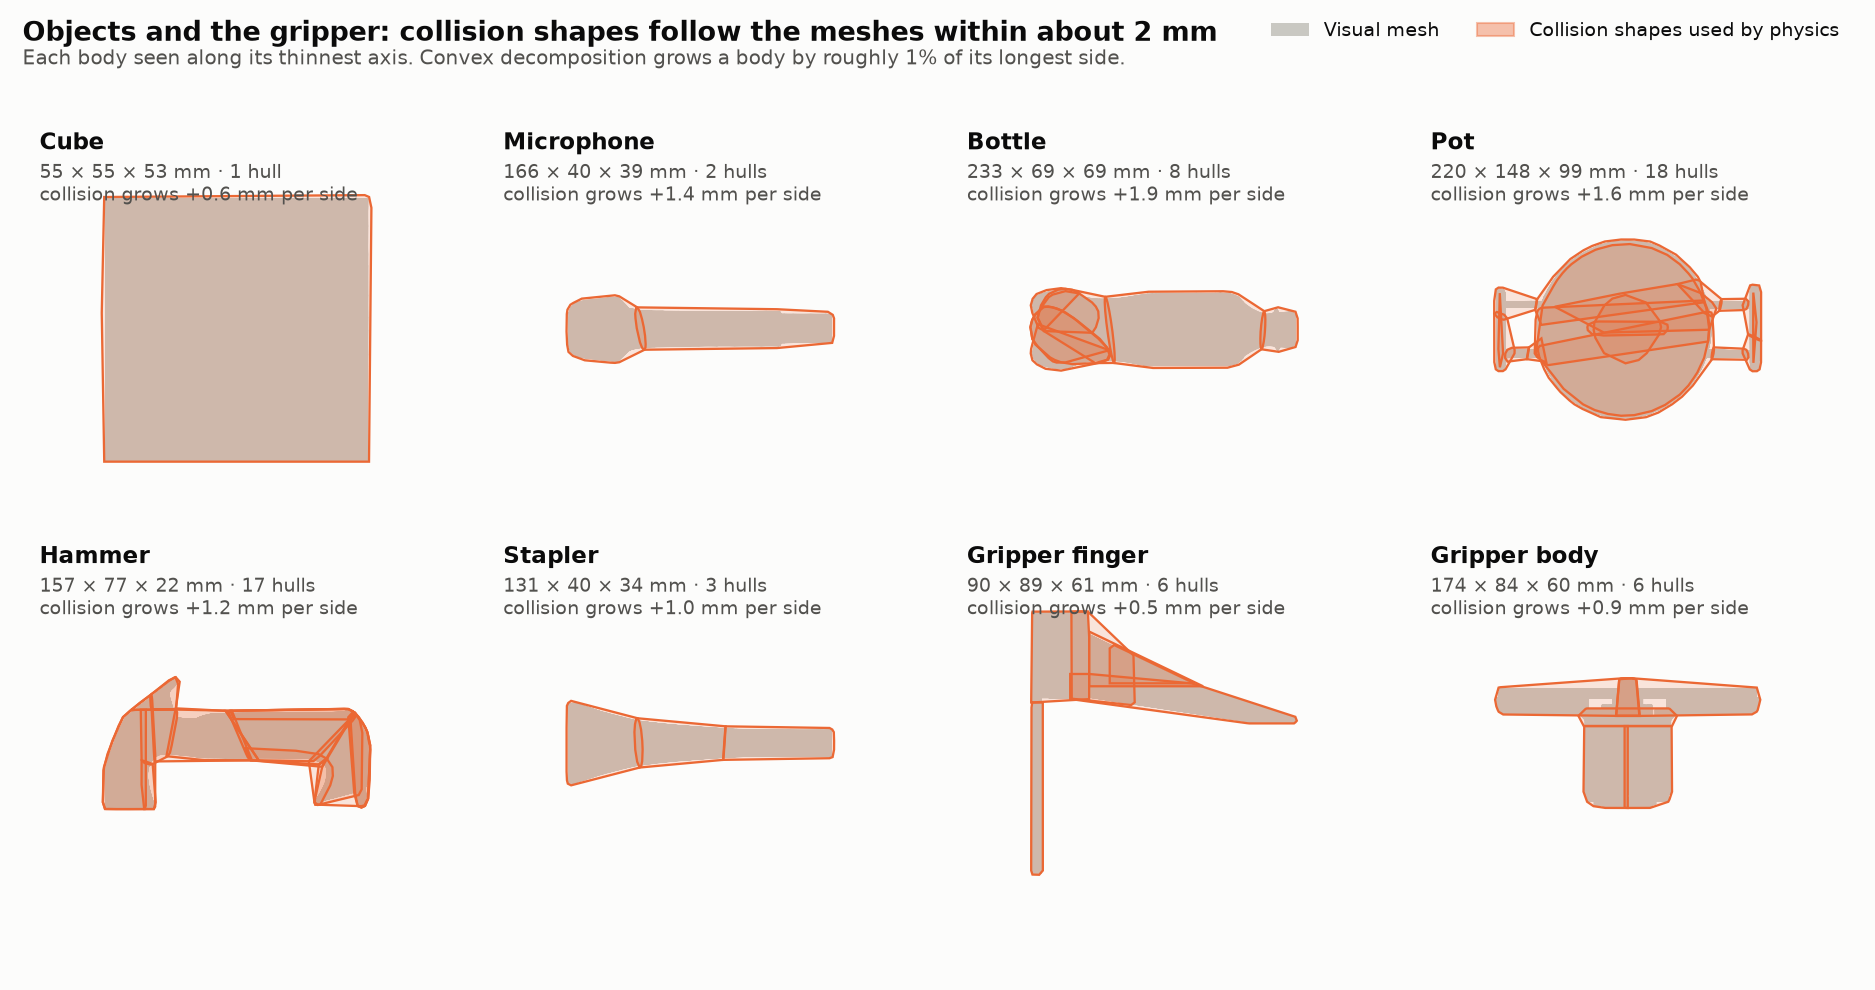 Objects and the gripper: collision shapes follow the meshes within about 2 mm
Each body seen along its thinnest axis. Convex decomposition grows a body by roughly 1% of its longest side.
Visual mesh
Collision shapes used by physics
Cube
55 × 55 × 53 mm · 1 hull
collision grows +0.6 mm per side
Microphone
166 × 40 × 39 mm · 2 hulls
collision grows +1.4 mm per side
Bottle
233 × 69 × 69 mm · 8 hulls
collision grows +1.9 mm per side
Pot
220 × 148 × 99 mm · 18 hulls
collision grows +1.6 mm per side
Hammer
157 × 77 × 22 mm · 17 hulls
collision grows +1.2 mm per side
Stapler
131 × 40 × 34 mm · 3 hulls
collision grows +1.0 mm per side
Gripper finger
90 × 89 × 61 mm · 6 hulls
collision grows +0.5 mm per side
Gripper body
174 × 84 × 60 mm · 6 hulls
collision grows +0.9 mm per side